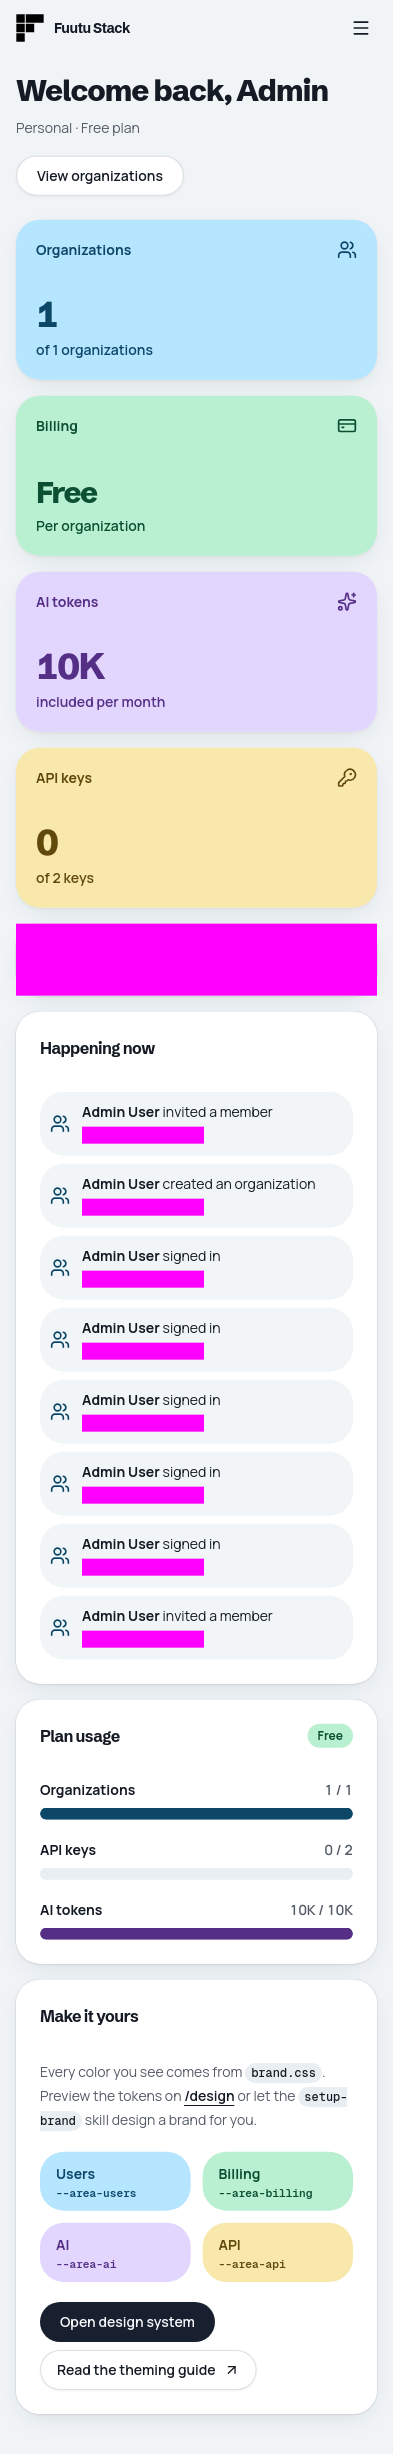 Fuutu Stack
Welcome back, Admin
Personal · Free plan
View organizations
Organizations
1
of 1 organizations
Billing
Free
Per organization
AI tokens
10K
included per month
API keys
0
of 2 keys
Happening now
Admin User invited a member
Admin User created an organization
Admin User signed in
Admin User signed in
Admin User signed in
Admin User signed in
Admin User signed in
Admin User invited a member
Plan usage
Free
Organizations 1 / 1
API keys 0 / 2
AI tokens 10K / 10K
Make it yours
Every color you see comes from brand.css.
Preview the tokens on /design or let the setup-
brand skill design a brand for you.
Users
--area-users
Billing
--area-billing
AI
--area-ai
API
--area-api
Open design system
Read the theming guide